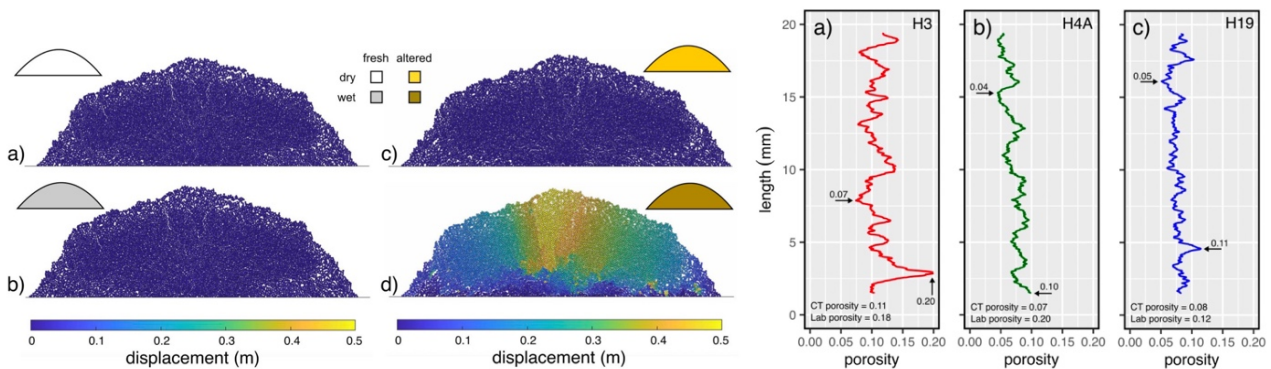 fresh altered
dry
wet
a)
c)
b)
d)
0 0.1 0.2 0.3 0.4 0.5
displacement (m)
0 0.1 0.2 0.3 0.4 0.5
displacement (m)
length (mm)
20
15
10
5
0
a) H3
0.07
0.20
CT porosity = 0.11
Lab porosity = 0.18
0.00 0.05 0.10 0.15 0.20
porosity
b) H4A
0.04
0.10
CT porosity = 0.07
Lab porosity = 0.20
0.00 0.05 0.10 0.15 0.20
porosity
c) H19
0.05
0.11
CT porosity = 0.08
Lab porosity = 0.12
0.00 0.05 0.10 0.15 0.20
porosity